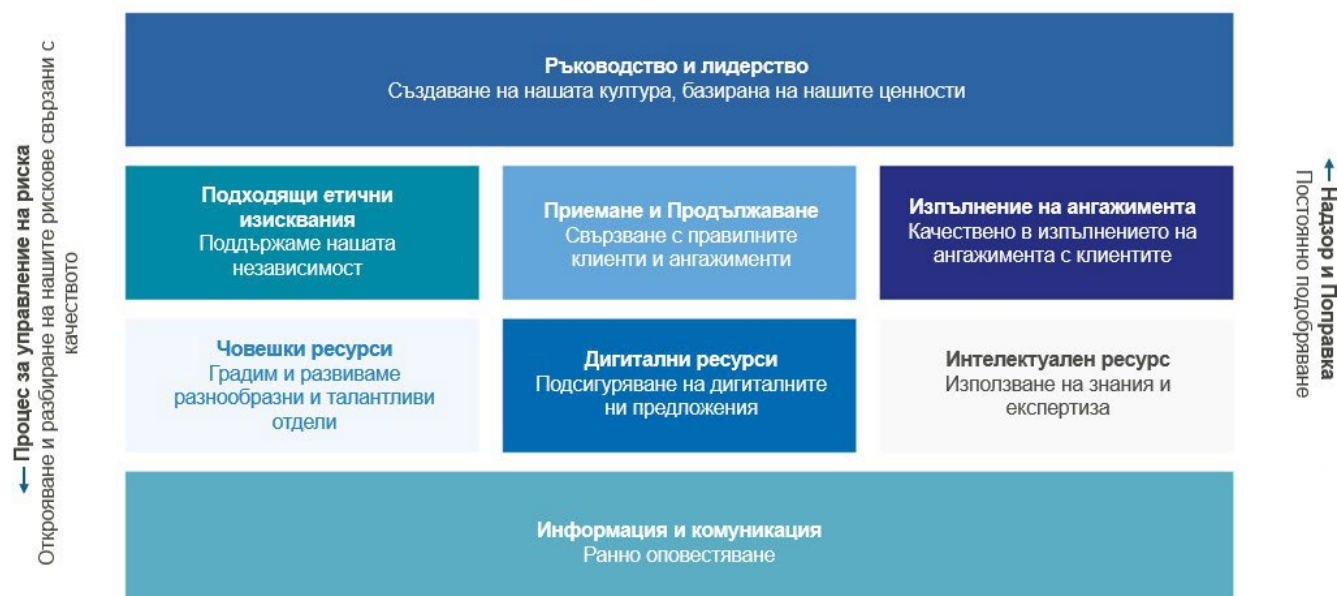 Ръководство и лидерство
Създаване на нашата култура, базирана на нашите ценности
Процес за управление на риска
Открояване и разбиране на нашите рискове свързани с
качеството
Подходящи етични
изисквания
Поддържаме нашата
независимост
Приемане и Продължаване
Свързване с правилните
клиенти и ангажименти
Изпълнение на ангажимента
Качествено в изпълнението на
ангажимента с клиентите
Надзор и Поправка
Постоянно подобряване
Човешки ресурси
Градим и развиваме
разнообразни и талантливи
отдели
Дигитални ресурси
Подсигуряване на дигиталните
ни предложения
Интелектуален ресурс
Използване на знания и
експертиза
Информация и комуникация
Ранно оповестяване